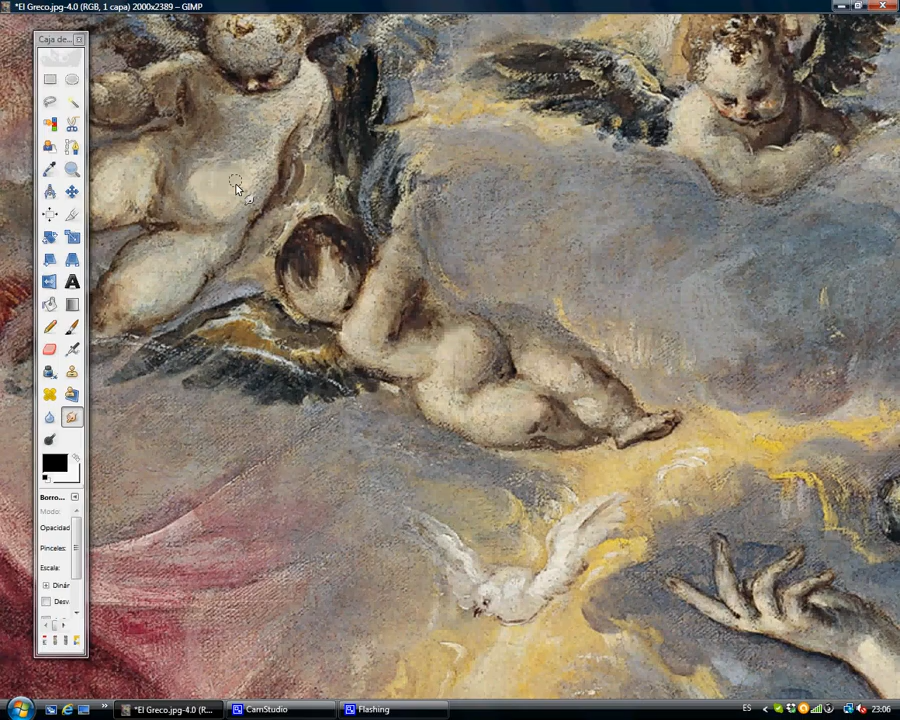 *El Greco.jpg-4.0 (RGB, 1 capa) 2000x2389 – GIMP
Caja de...
A
Borro...
Modo:
Opacidad
Pinceles:
Escala:
Dinár
Desv
*El Greco.jpg-4.0 (R...
CamStudio
Flashing
ES
23:06